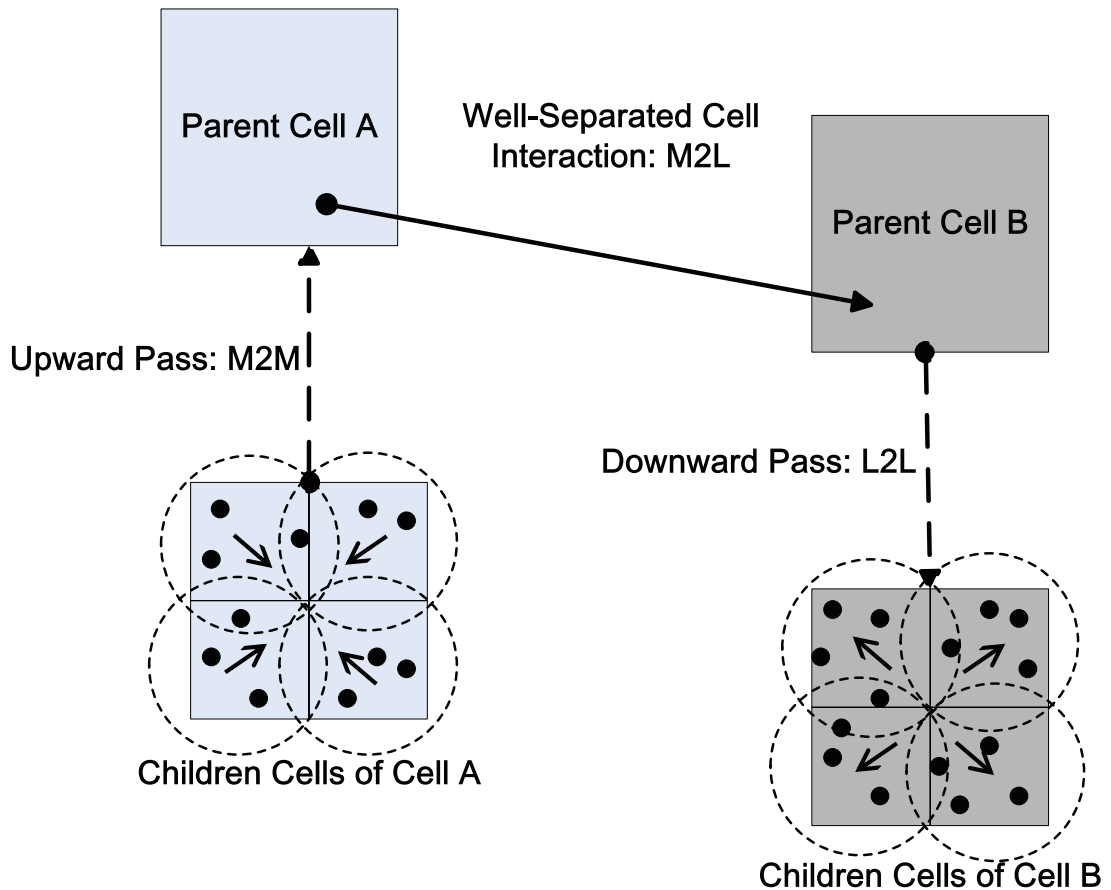 Parent Cell A
Well-Separated Cell
Interaction: M2L
Parent Cell B
Upward Pass: M2M
Downward Pass: L2L
Children Cells of Cell A
Children Cells of Cell B